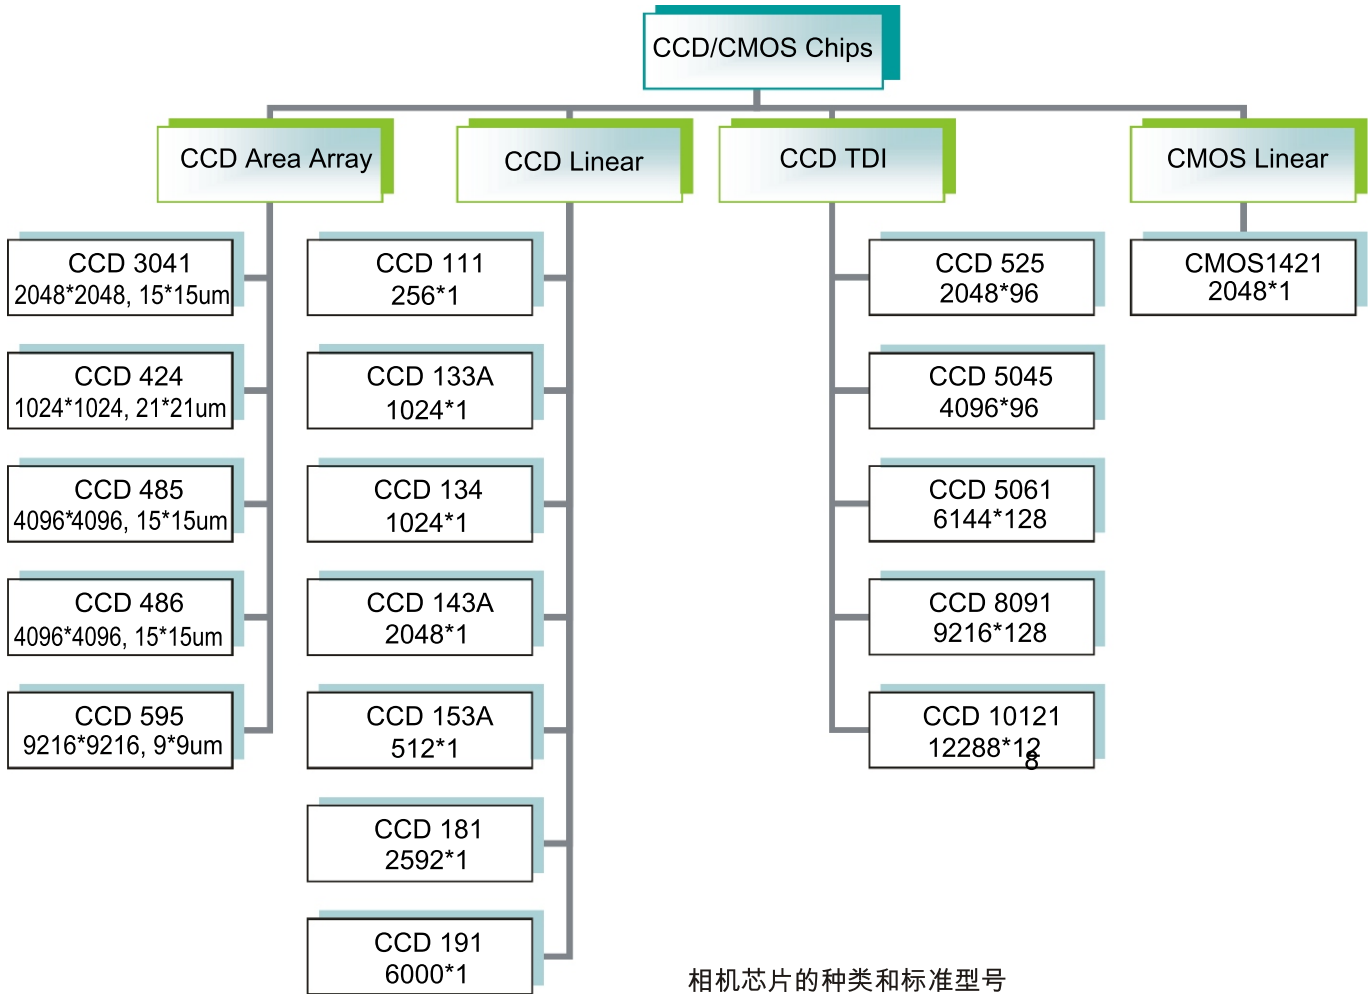 CCD/CMOS Chips
CCD Area Array
CCD 3041
2048*2048, 15*15um
CCD 424
1024*1024, 21*21um
CCD 485
4096*4096, 15*15um
CCD 486
4096*4096, 15*15um
CCD 595
9216*9216, 9*9um
CCD Linear
CCD 111
256*1
CCD 133A
1024*1
CCD 134
1024*1
CCD 143A
2048*1
CCD 153A
512*1
CCD 181
2592*1
CCD 191
6000*1
CCD TDI
CCD 525
2048*96
CCD 5045
4096*96
CCD 5061
6144*128
CCD 8091
9216*128
CCD 10121
12288*12
8
CMOS Linear
CMOS1421
2048*1
相机芯片的种类和标准型号